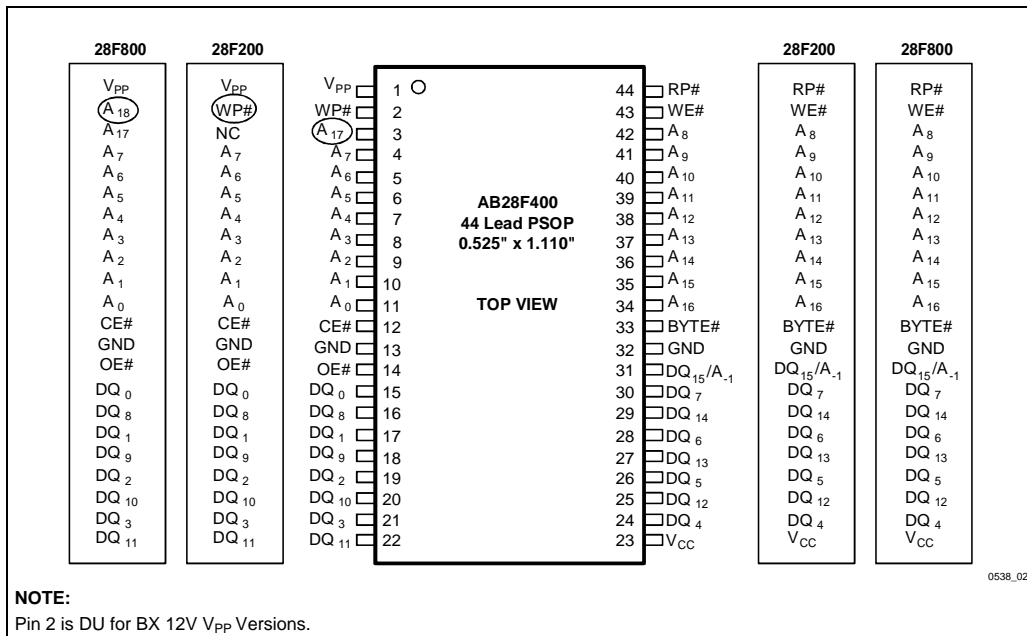 28F800 28F200 28F200 28F800
VPP VPP VPP 1 44 RP# RP# RP#
A18 WP# WP# 2 43 WE# WE# WE#
A17 NC A17 3 42 A8 A8 A8
A7 A7 A7 4 41 A9 A9 A9
A6 A6 A6 5 40 A10 A10 A10
A5 A5 A5 6 AB28F400 39 A11 A11 A11
A4 A4 A4 7 44 Lead PSOP 38 A12 A12 A12
A3 A3 A3 8 0.525" x 1.110" 37 A13 A13 A13
A2 A2 A2 9 36 A14 A14 A14
A1 A1 A1 10 35 A15 A15 A15
A0 A0 A0 11 TOP VIEW 34 A16 A16 A16
CE# CE# CE# 12 33 BYTE# BYTE# BYTE#
GND GND GND 13 32 GND GND GND
OE# OE# OE# 14 31 DQ15/A-1 DQ15/A-1 DQ15/A-1
DQ0 DQ0 DQ0 15 30 DQ7 DQ7 DQ7
DQ8 DQ8 DQ8 16 29 DQ14 DQ14 DQ14
DQ1 DQ1 DQ1 17 28 DQ6 DQ6 DQ6
DQ9 DQ9 DQ9 18 27 DQ13 DQ13 DQ13
DQ2 DQ2 DQ2 19 26 DQ5 DQ5 DQ5
DQ10 DQ10 DQ10 20 25 DQ12 DQ12 DQ12
DQ3 DQ3 DQ3 21 24 DQ4 DQ4 DQ4
DQ11 DQ11 DQ11 22 23 VCC VCC VCC
0538_02
NOTE:
Pin 2 is DU for BX 12V VPP Versions.